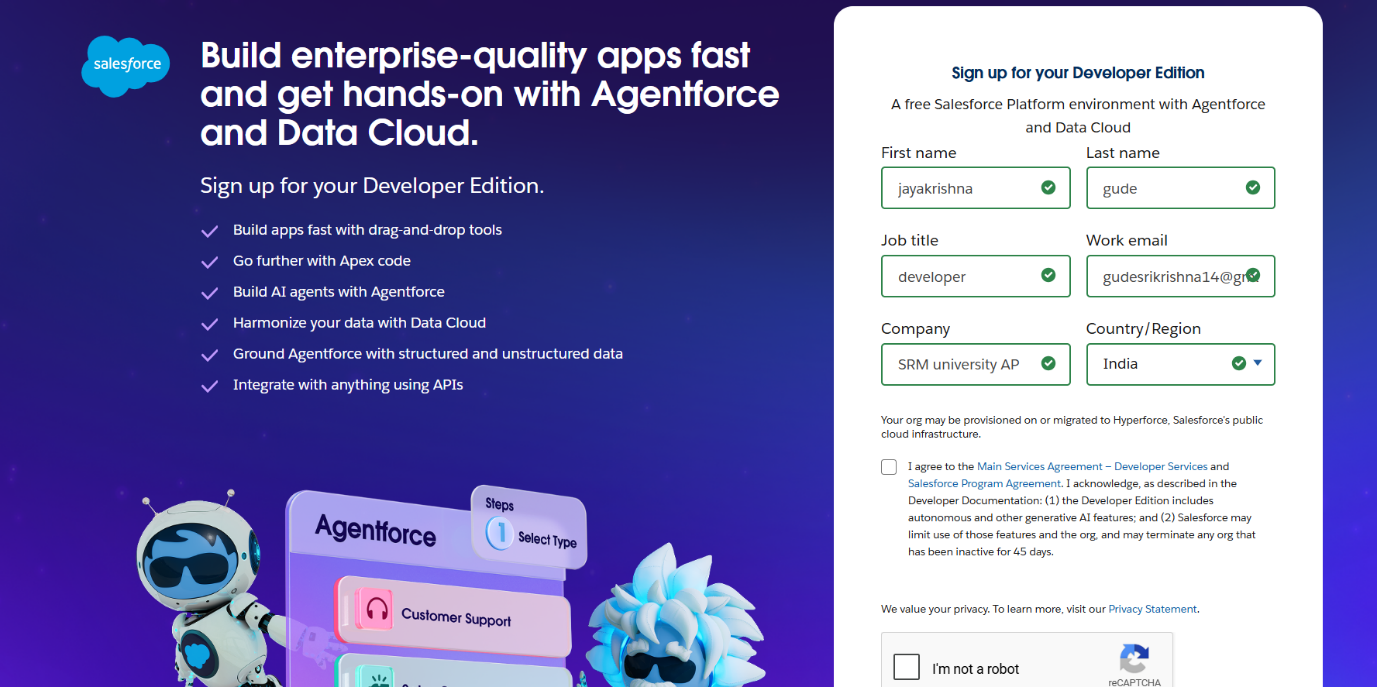 salesforce
Build enterprise-quality apps fast
and get hands-on with Agentforce
and Data Cloud.
Sign up for your Developer Edition.
Build apps fast with drag-and-drop tools
Go further with Apex code
Build AI agents with Agentforce
Harmonize your data with Data Cloud
Ground Agentforce with structured and unstructured data
Integrate with anything using APIs
Agentforce
Steps
1 Select Type
Customer Support
Sign up for your Developer Edition
A free Salesforce Platform environment with Agentforce
and Data Cloud
First name
Last name
jayakrishna
gude
Job title
Work email
developer
gudesrikrishna14@gm
Company
Country/Region
SRM university AP
India
Your org may be provisioned on or migrated to Hyperforce, Salesforce's public
cloud infrastructure.
I agree to the Main Services Agreement – Developer Services and
Salesforce Program Agreement. I acknowledge, as described in the
Developer Documentation: (1) the Developer Edition includes
autonomous and other generative AI features; and (2) Salesforce may
limit use of those features and the org, and may terminate any org that
has been inactive for 45 days.
We value your privacy. To learn more, visit our Privacy Statement.
I'm not a robot
reCAPTCHA